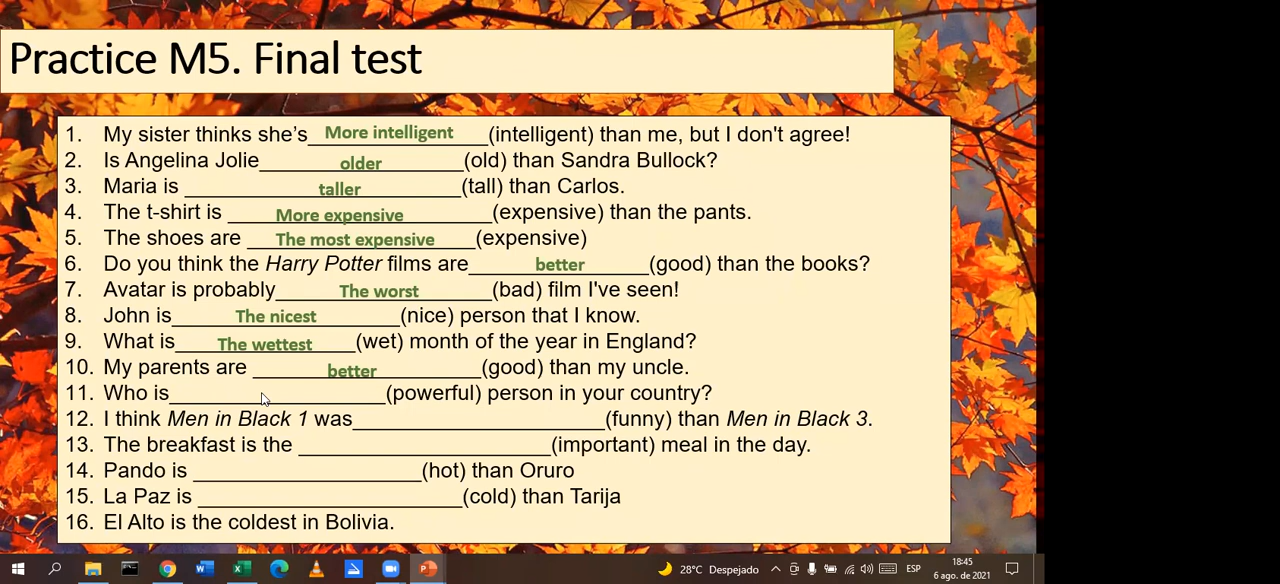 Practice M5. Final test
1. My sister thinks she's More intelligent (intelligent) than me, but I don't agree!
2. Is Angelina Jolie older (old) than Sandra Bullock?
3. Maria is taller (tall) than Carlos.
4. The t-shirt is More expensive (expensive) than the pants.
5. The shoes are The most expensive (expensive)
6. Do you think the Harry Potter films are better (good) than the books?
7. Avatar is probably The worst (bad) film I've seen!
8. John is The nicest (nice) person that I know.
9. What is The wettest (wet) month of the year in England?
10. My parents are better (good) than my uncle.
11. Who is__________________(powerful) person in your country?
12. I think Men in Black 1 was_____________________(funny) than Men in Black 3.
13. The breakfast is the _____________________(important) meal in the day.
14. Pando is ___________________(hot) than Oruro
15. La Paz is ______________________(cold) than Tarija
16. El Alto is the coldest in Bolivia.
28°C Despejado
ESP
18:45
6 ago. de 2021